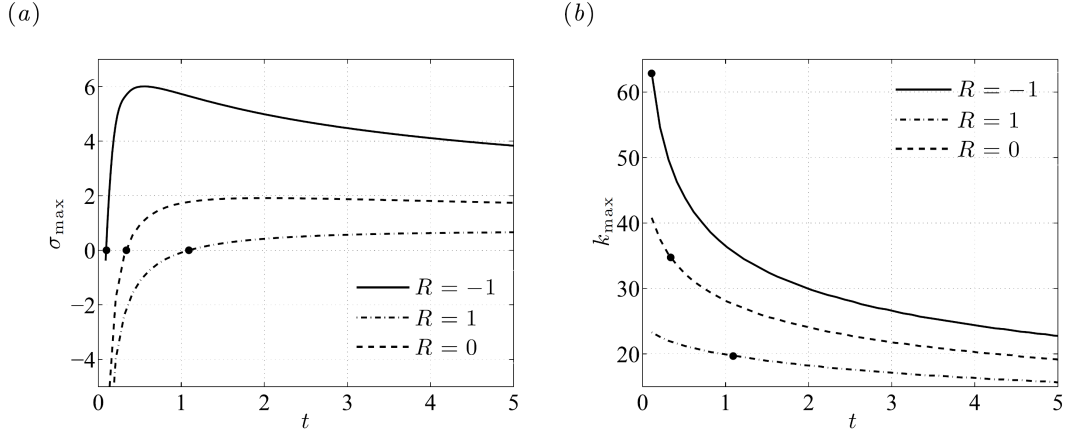 (a)
σmax
6
4
2
0
−2
−4
0 1 2 3 4 5
t
R = −1
R = 1
R = 0
(b)
kmax
60
50
40
30
20
0 1 2 3 4 5
t
R = −1
R = 1
R = 0